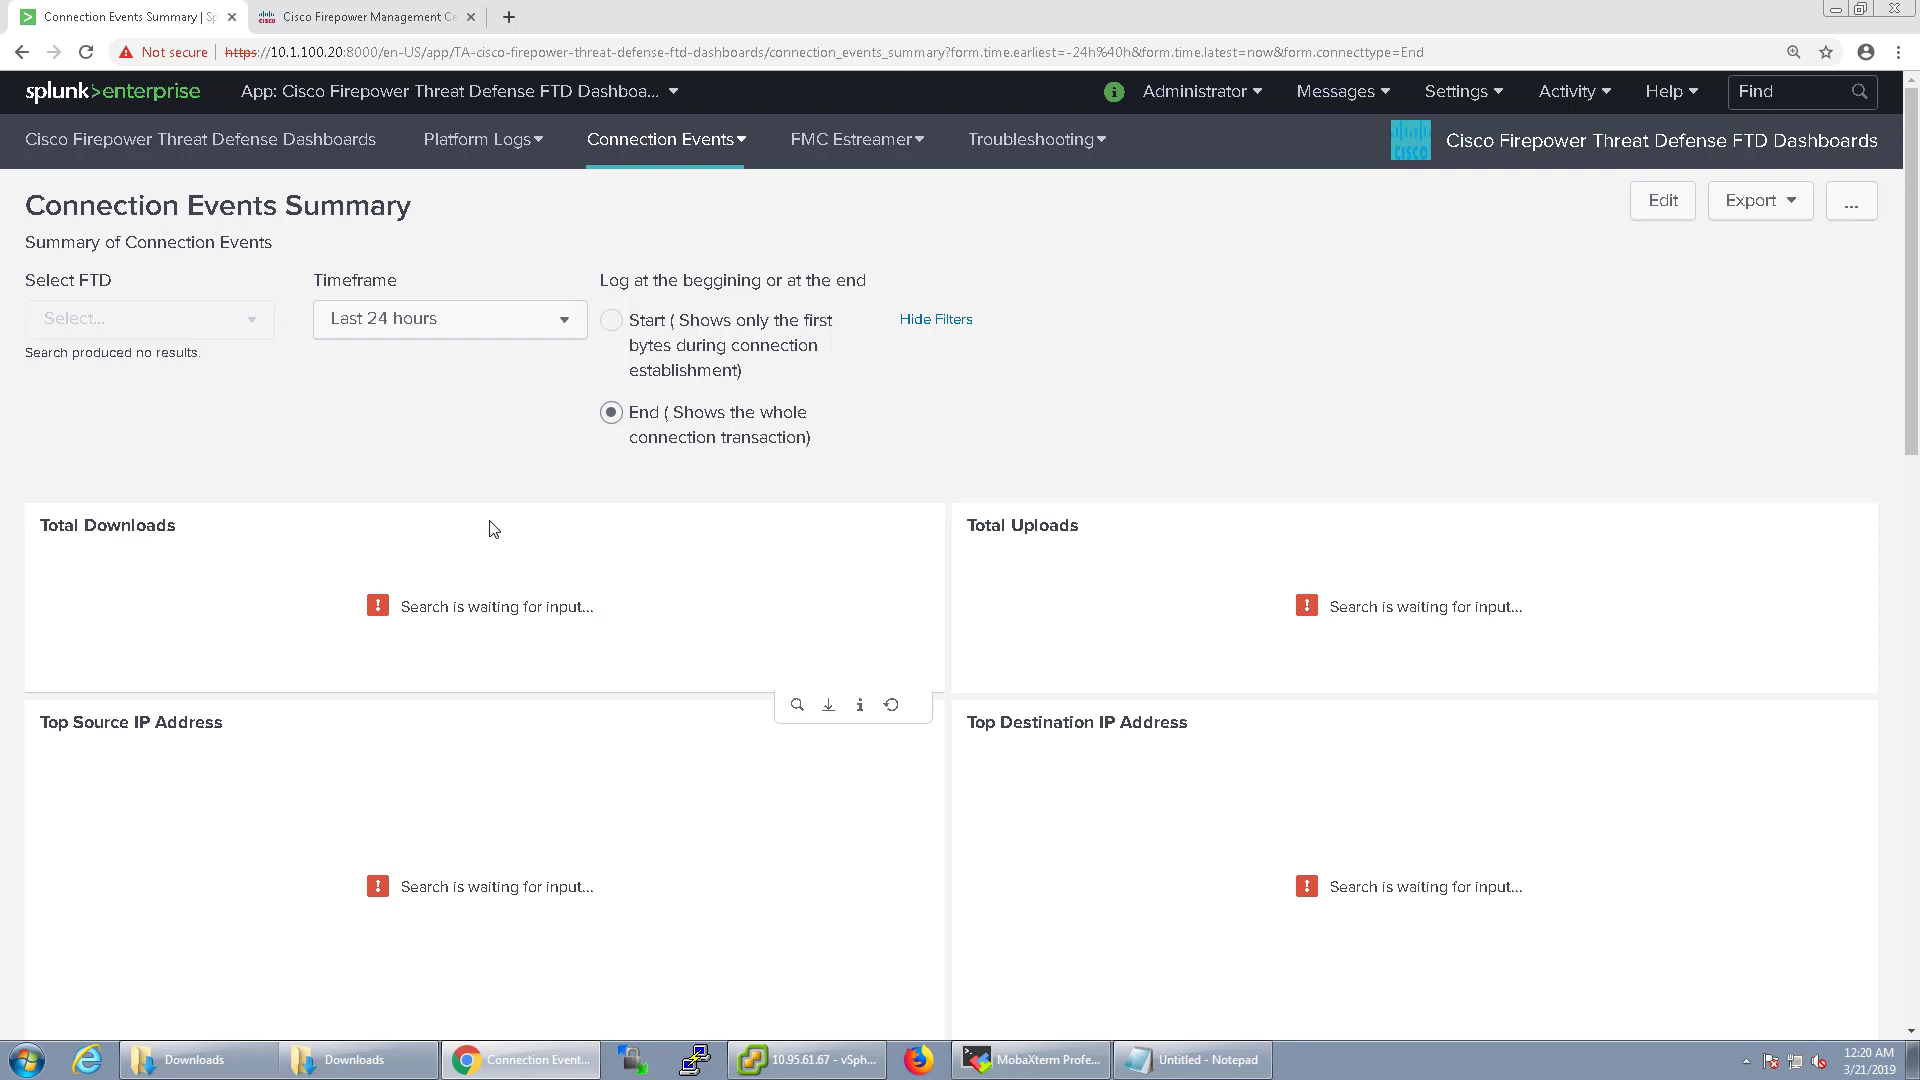 Connection Events Summary | Sp
Cisco Firepower Management Ce
Not secure
https://10.1.100.20:8000/en-US/app/TA-cisco-firepower-threat-defense-ftd-dashboards/connection_events_summary?form.time.earliest=-24h%40h&form.time.latest=now&form.connecttype=End
splunk>enterprise
App: Cisco Firepower Threat Defense FTD Dashboa...
Administrator
Messages
Settings
Activity
Help
Find
Cisco Firepower Threat Defense Dashboards
Platform Logs
Connection Events
FMC Estreamer
Troubleshooting
CISCO
Cisco Firepower Threat Defense FTD Dashboards
Connection Events Summary
Edit
Export
...
Summary of Connection Events
Select FTD
Timeframe
Log at the beggining or at the end
Select...
Last 24 hours
Start ( Shows only the first
bytes during connection
establishment)
Hide Filters
Search produced no results.
End ( Shows the whole
connection transaction)
Total Downloads
Total Uploads
Search is waiting for input...
Search is waiting for input...
Top Source IP Address
Top Destination IP Address
Search is waiting for input...
Search is waiting for input...
Downloads
Downloads
Connection Event...
10.95.61.67 - vSph...
MobaXterm Profe...
Untitled - Notepad
12:20 AM
3/21/2019